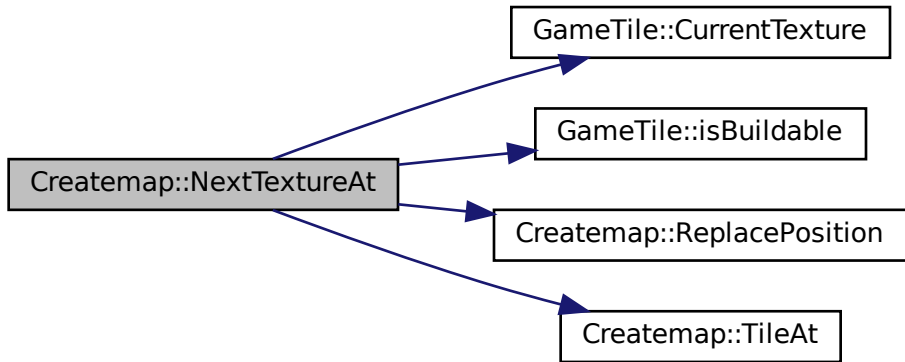 GameTile::CurrentTexture
GameTile::isBuildable
Createmap::NextTextureAt
Createmap::ReplacePosition
Createmap::TileAt